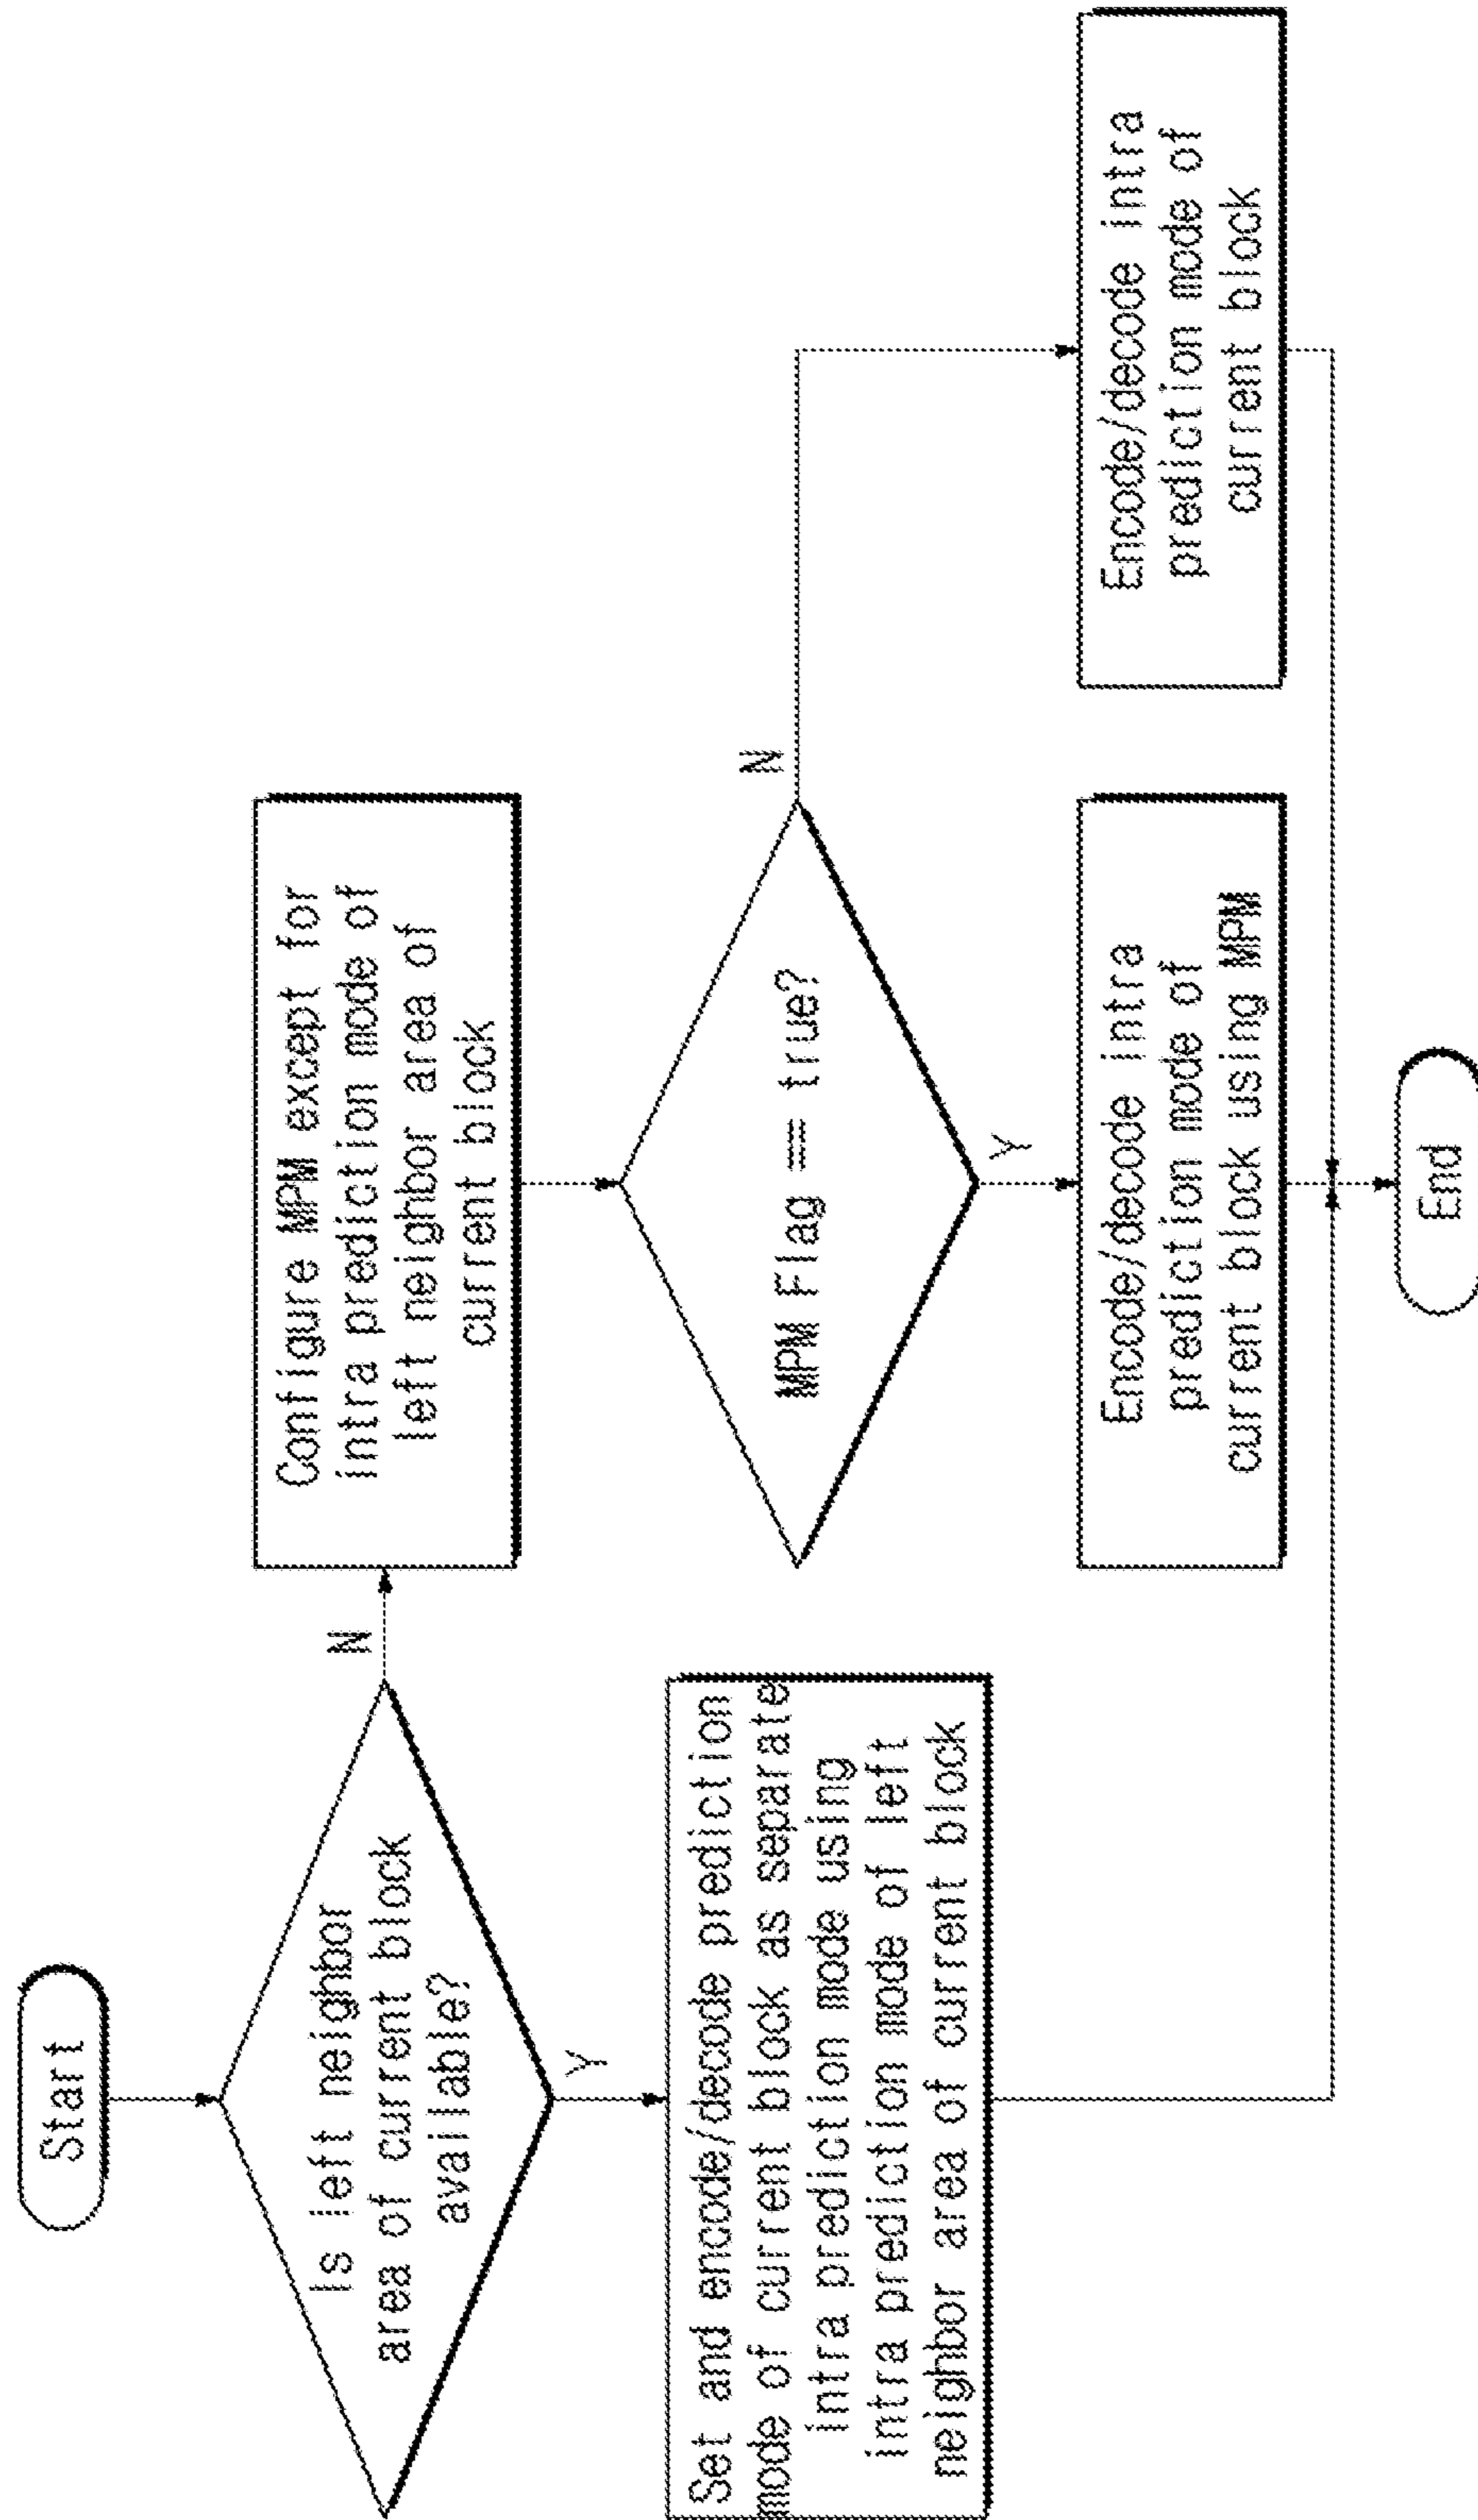 Start
Is left neighbor
area of current block
available?
N
Configure MPM except for
intra prediction mode of
left neighbor area of
current block
Y
Set and encode/decode prediction
mode of current block as separate
intra prediction mode using
intra prediction mode of left
neighbor area of current block
MPM Flag == true?
N
Y
Encode/decode intra
prediction mode of
current block using MPM
Encode/decode intra
prediction mode of
current block
End